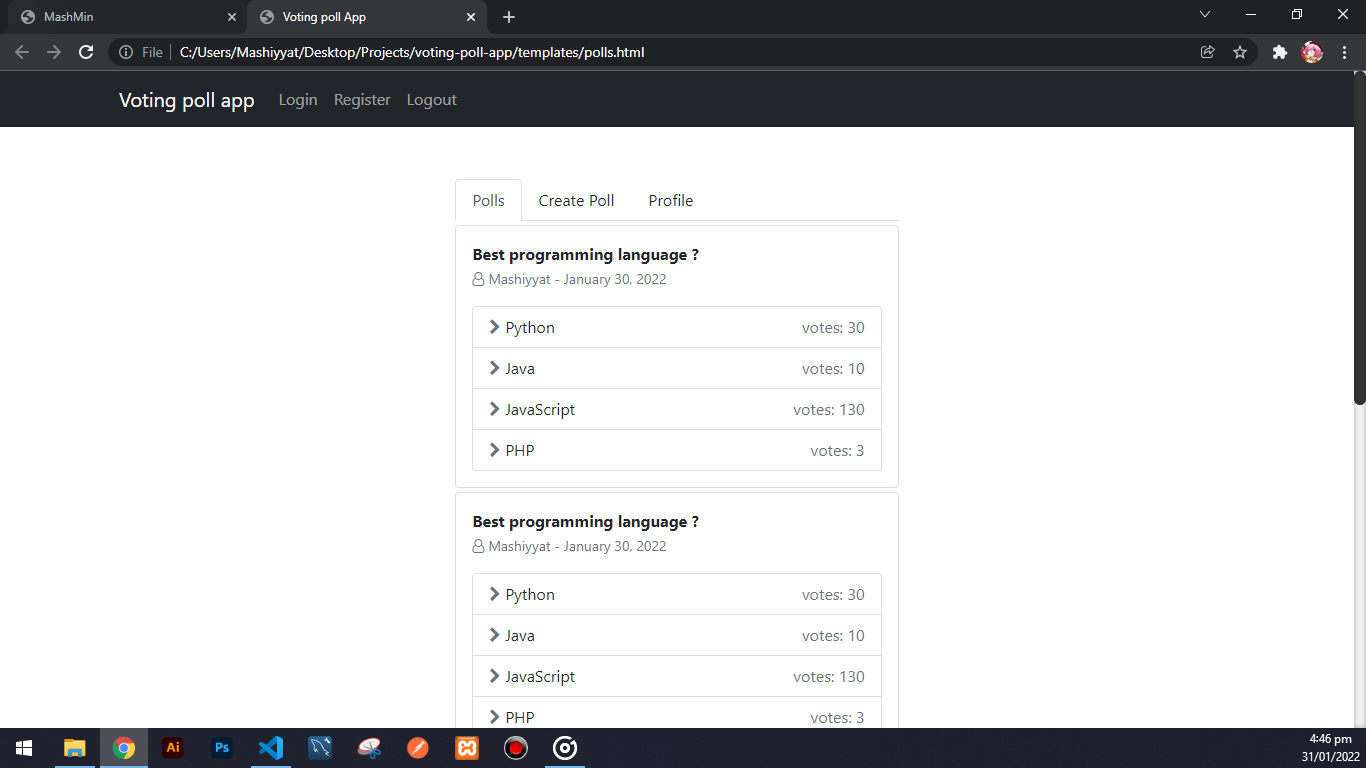 MashMin
Voting poll App
File
C:/Users/Mashiyyat/Desktop/Projects/voting-poll-app/templates/polls.html
Voting poll app Login Register Logout
Polls Create Poll Profile
Best programming language ?
Mashiyyat - January 30, 2022
Python votes: 30
Java votes: 10
JavaScript votes: 130
PHP votes: 3
Best programming language ?
Mashiyyat - January 30, 2022
Python votes: 30
Java votes: 10
JavaScript votes: 130
PHP votes: 3
Ai Ps
4:46 pm
31/01/2022